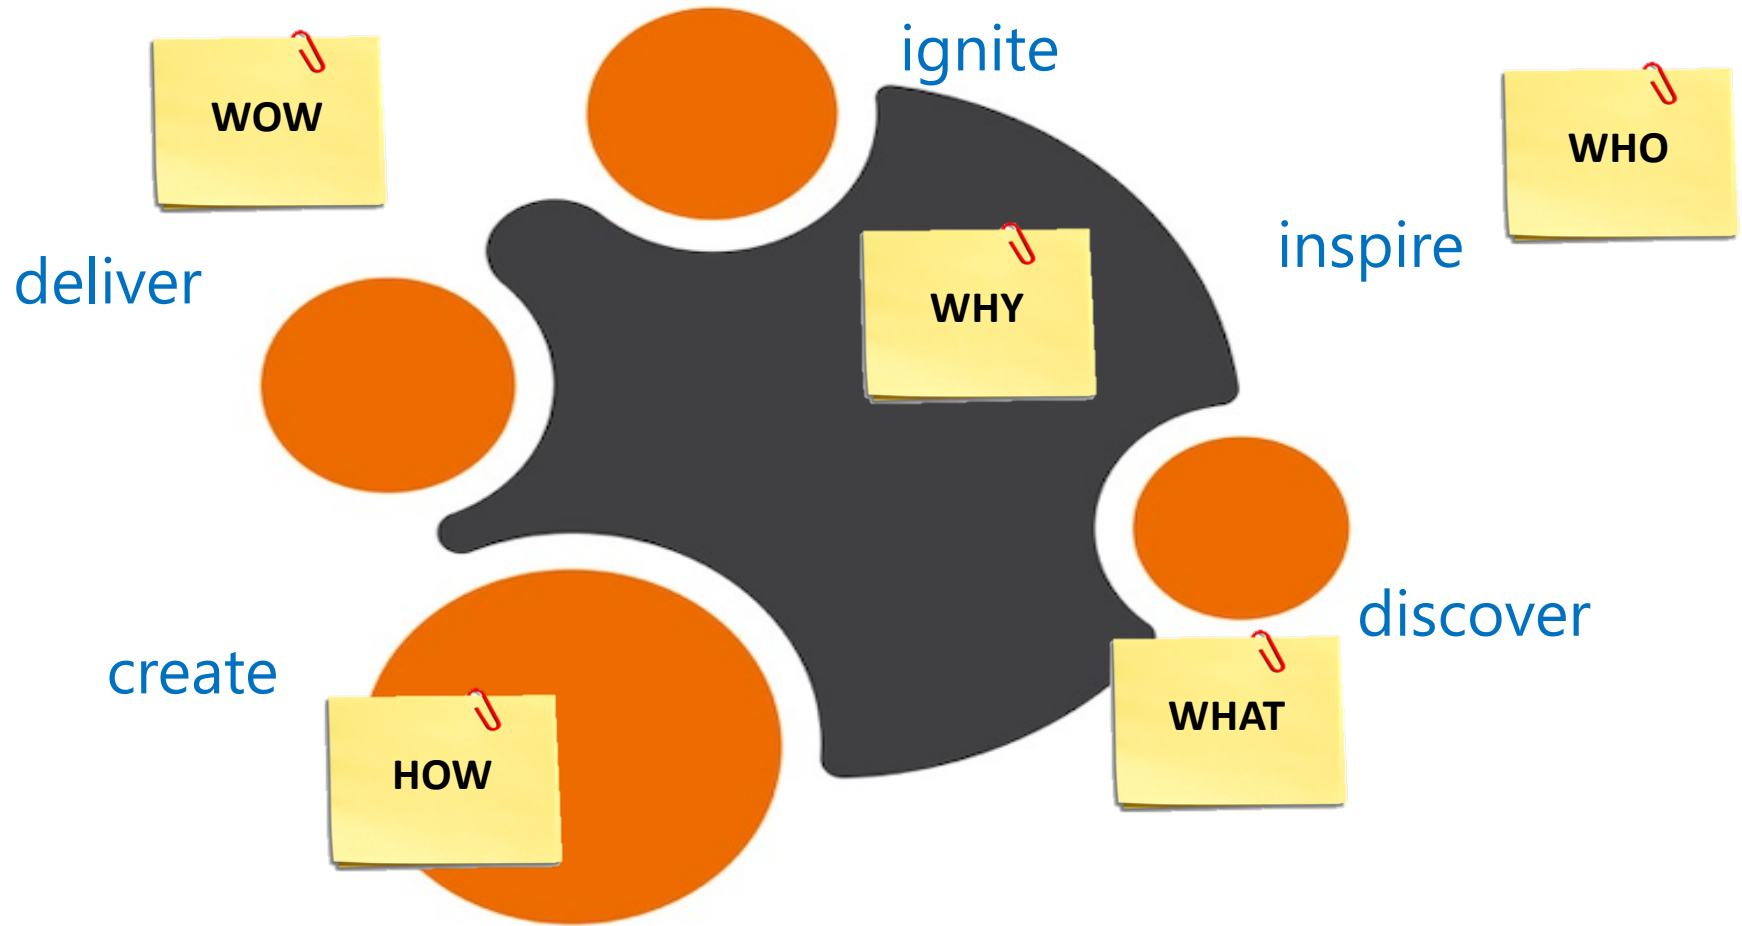 ignite
WOW
WHO
inspire
deliver
WHY
discover
create
WHAT
HOW